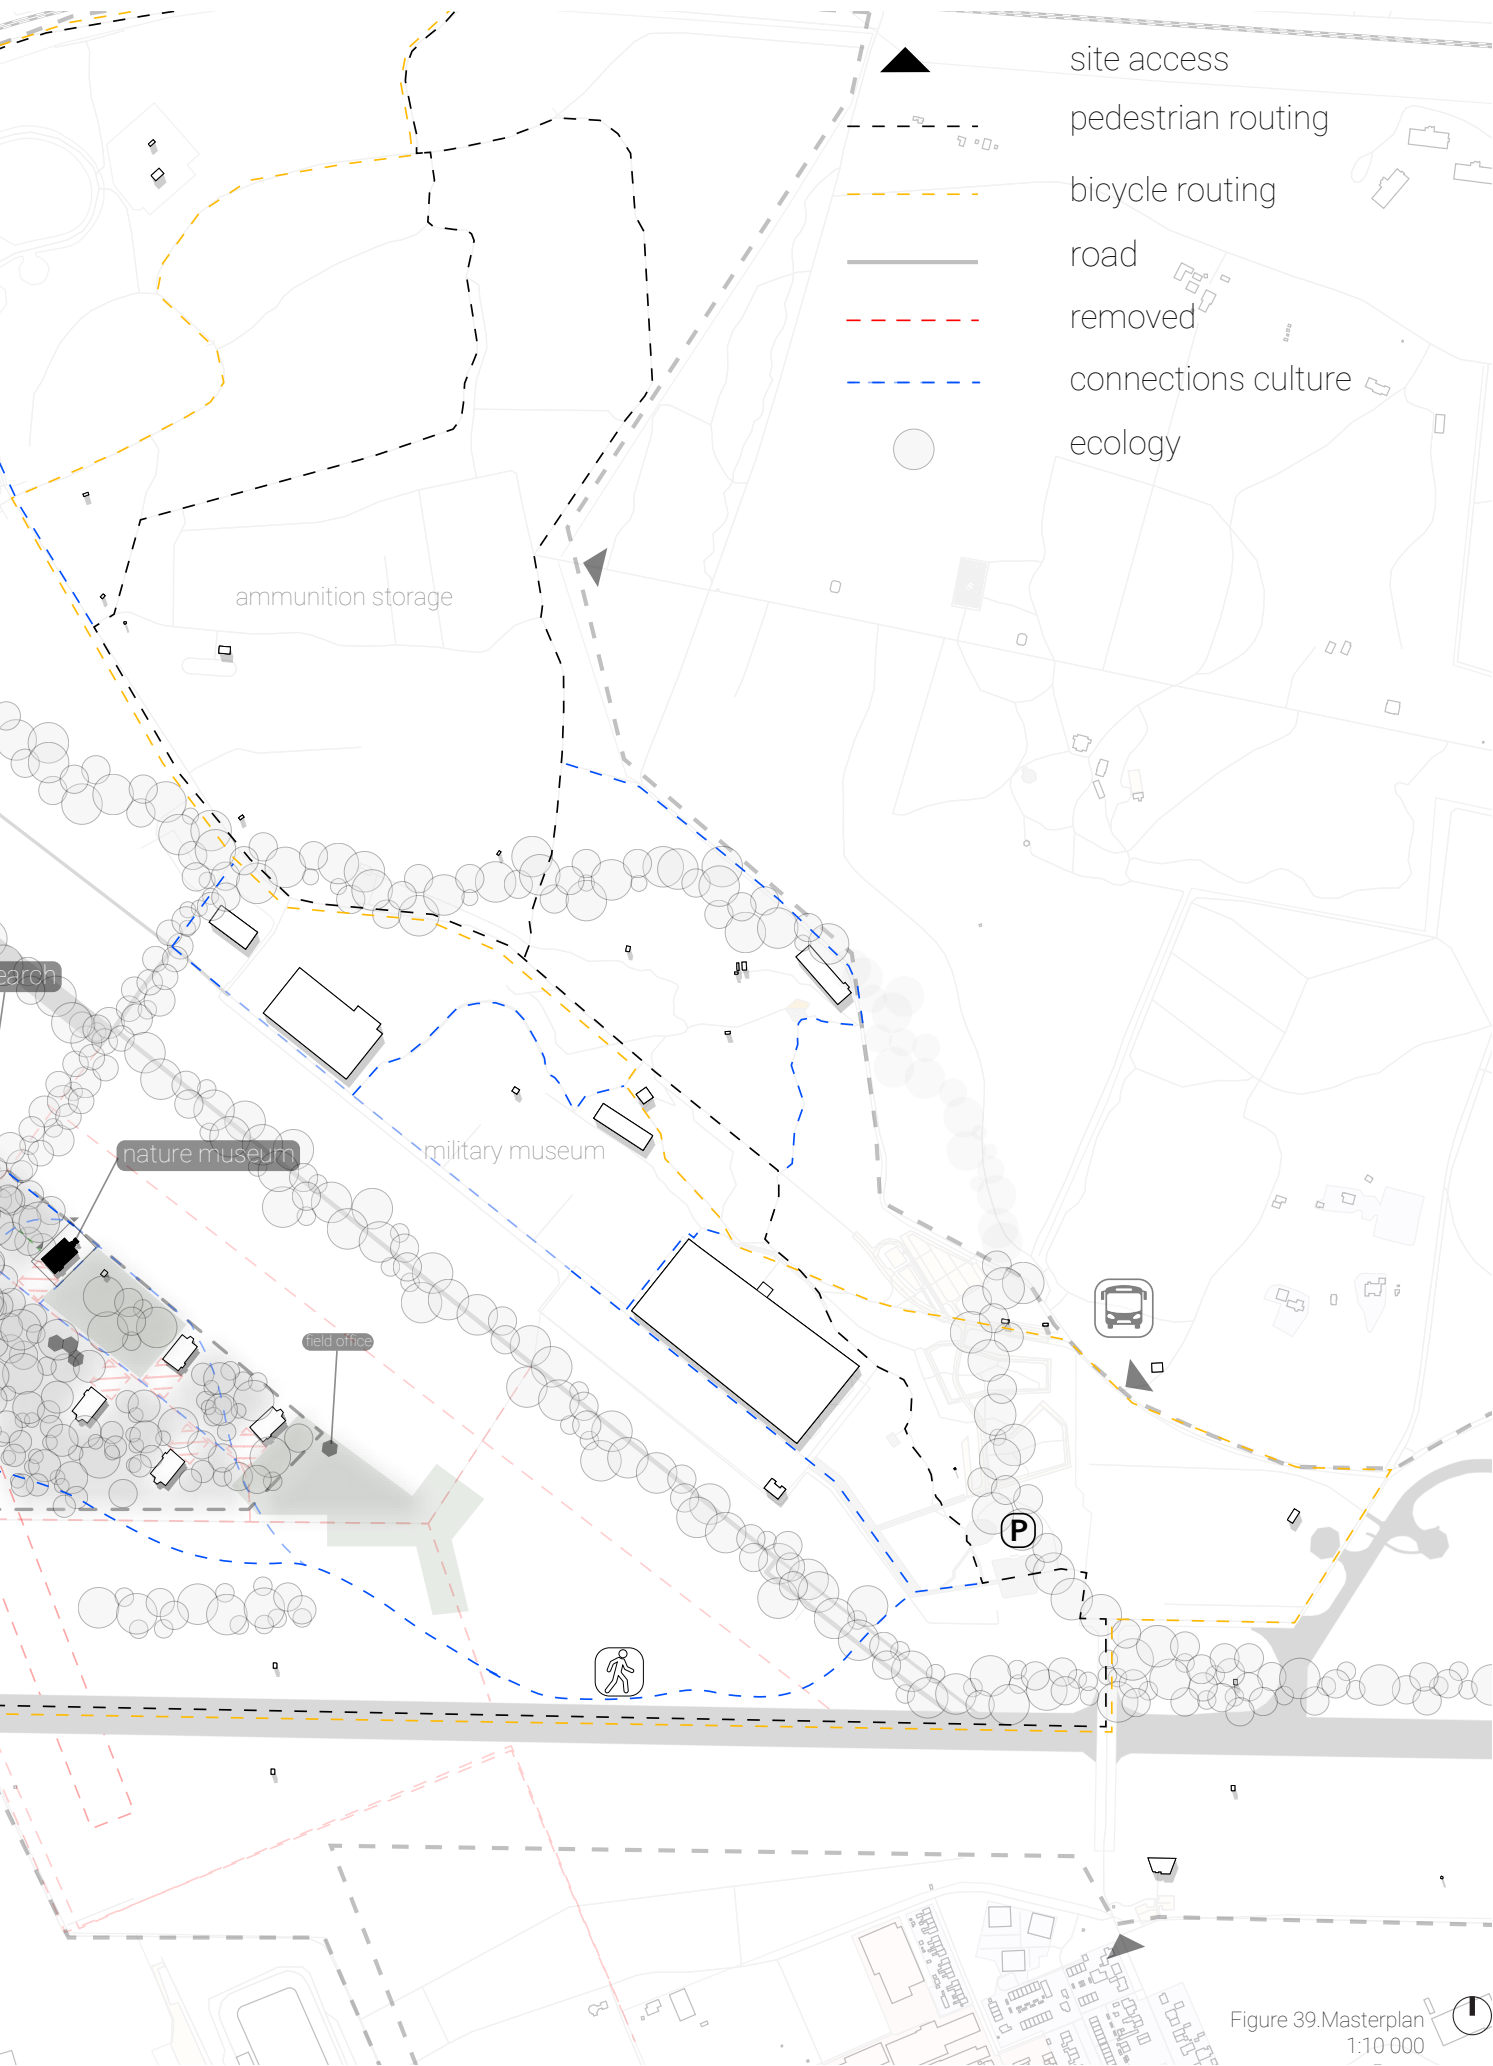 site access
pedestrian routing
bicycle routing
road
removed
connections culture
ecology
ammunition storage
earch
nature museum
military museum
field office
P
Figure 39.Masterplan
1:10 000